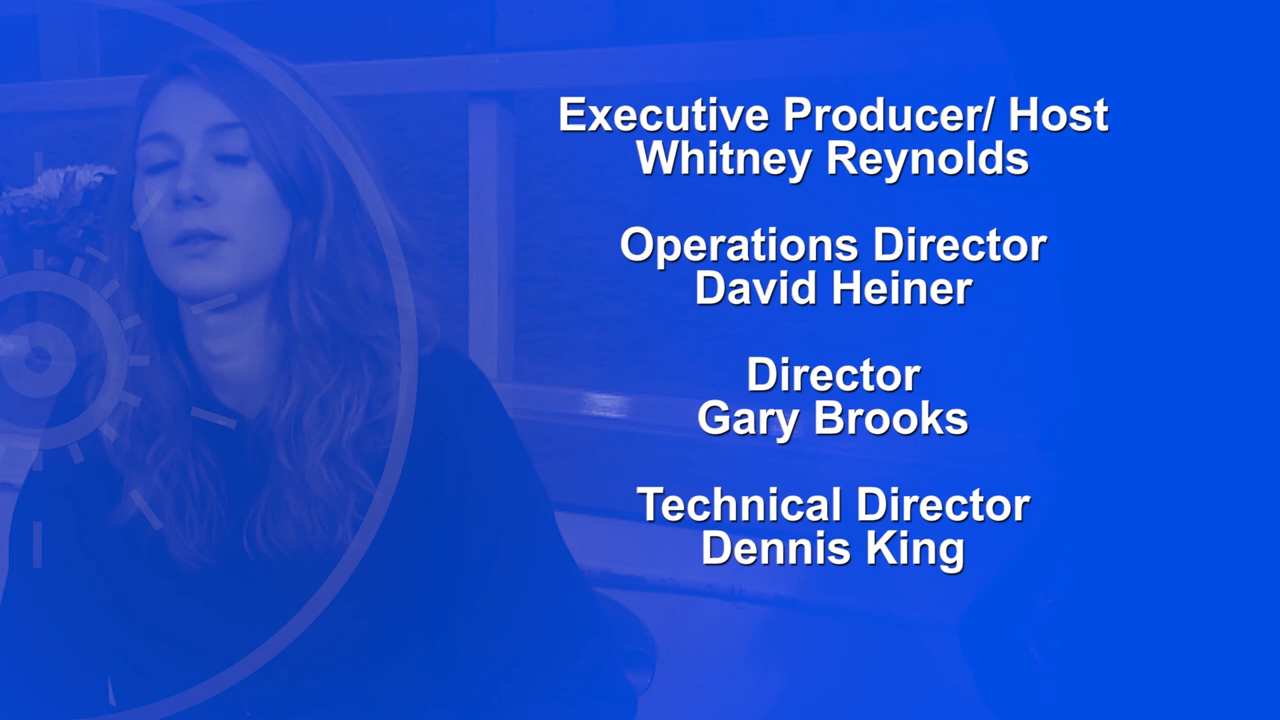 Executive Producer/ Host
Whitney Reynolds
Operations Director
David Heiner
Director
Gary Brooks
Technical Director
Dennis King